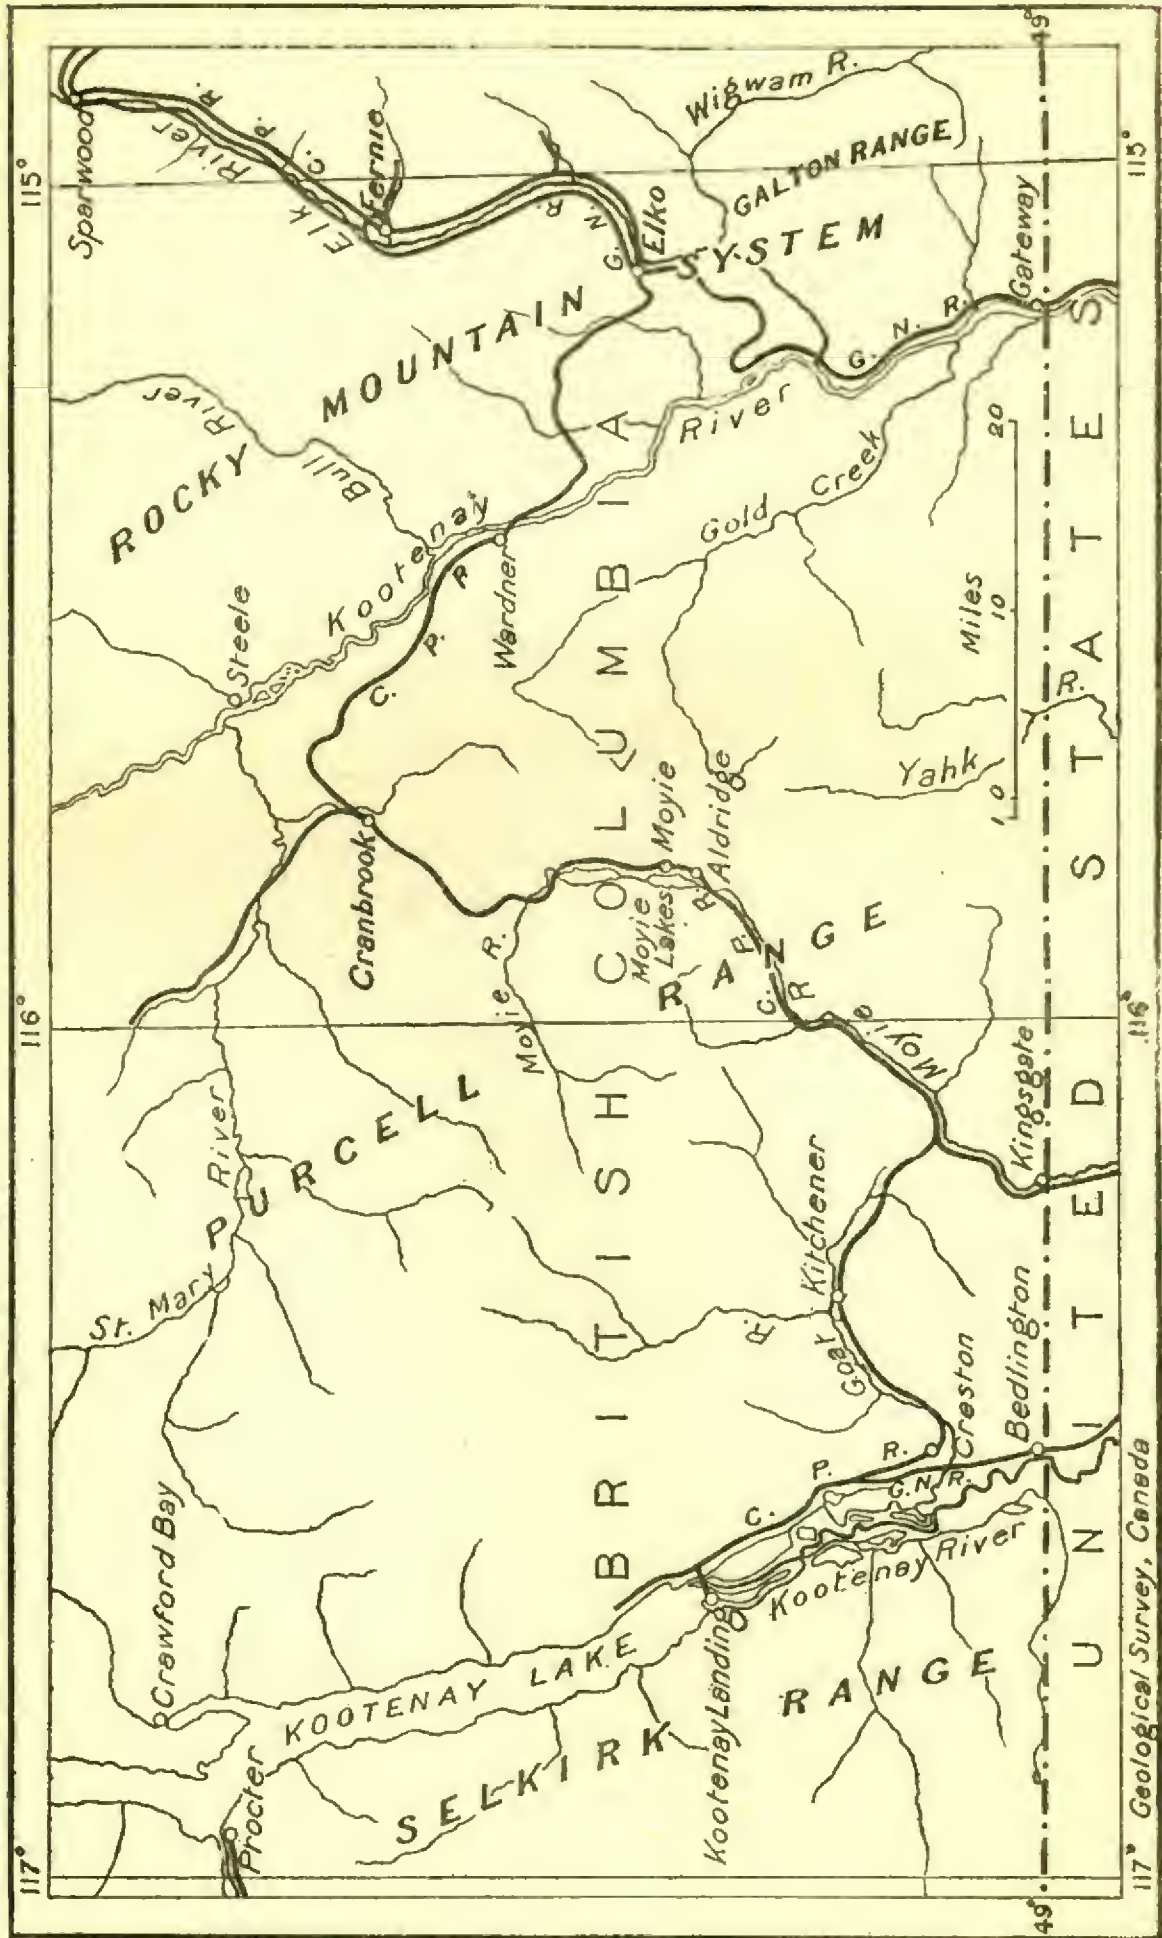 117°
116°
115°
Procter
Crawford Bay
St. Mary
River
Cranbrook
Steele
ROCKY
MOUNTAIN
SYSTEM
Bull
River
Sparwood
Elk
River
C. P. R.
Fernie
G. N. R.
Elko
Wigwam R.
GALTON RANGE
KOOTENAY LAKE
SELKIRK
RANGE
PURCELL
RANGE
Moyie R.
Moyie
Lakes
Moyie
Aldridge
C. P. R.
Kootenay
Wardner
C. P. R.
River
Gold Creek
G. N. R.
Gateway
BRITISH COLUMBIA
Kootenay Landing
Kootenay River
C. P. R.
G. N. R.
Creston
Goat
R.
Kitchener
Moyie
R.
Kingsgate
Bedlington
Yahk
R.
Miles
10
0
10
20
49°
49°
UNITED STATES
117°
116°
115°
Geological Survey, Canada